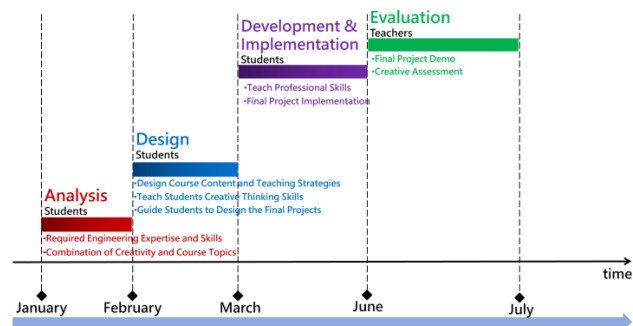 Evaluation
Teachers
•Final Project Demo
•Creative Assessment
Development &
Implementation
Students
•Teach Professional Skills
•Final Project Implementation
Design
Students
•Design Course Content and Teaching Strategies
•Teach Students Creative Thinking Skills
•Guide Students to Design the Final Projects
Analysis
Students
•Required Engineering Expertise and Skills
•Combination of Creativity and Course Topics
time
January February March June July